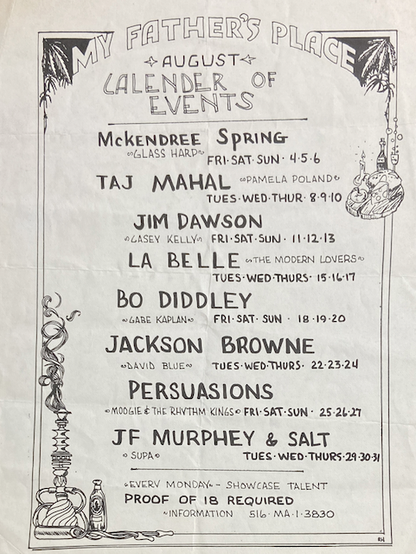 MY FATHER'S PLACE
AUGUST
CALENDER OF
EVENTS
McKENDREE SPRING
GLASS HARP FRI·SAT·SUN· 4·5·6
TAJ MAHAL PAMELA POLAND
TUES·WED·THUR· 8·9·10
JIM DAWSON
CASEY KELLY FRI·SAT·SUN· 11·12·13
LA BELLE THE MODERN LOVERS
TUES·WED·THURS· 15·16·17
BO DIDDLEY
GABE KAPLAN FRI·SAT·SUN · 18·19·20
JACKSON BROWNE
DAVID BLUE TUES·WED·THURS· 22·23·24
PERSUASIONS
MOOGIE & THE RHYTHM KINGS FRI·SAT·SUN· 25·26·27
JF MURPHEY & SALT
SUPA TUES·WED·THURS·29·30·31
EVERY MONDAY - SHOWCASE TALENT
PROOF OF 18 REQUIRED
INFORMATION 516·MA·1·3830